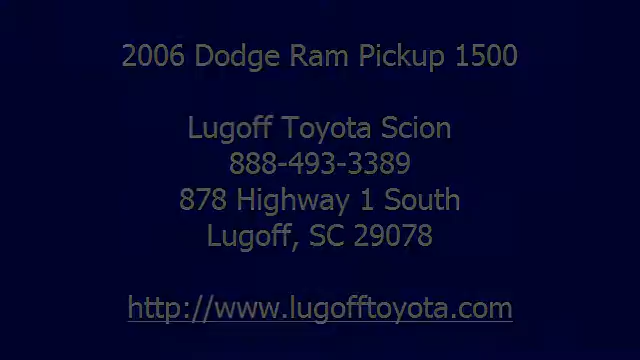 2006 Dodge Ram Pickup 1500
Lugoff Toyota Scion
888-493-3389
878 Highway 1 South
Lugoff, SC 29078
http://www.lugofftoyota.com